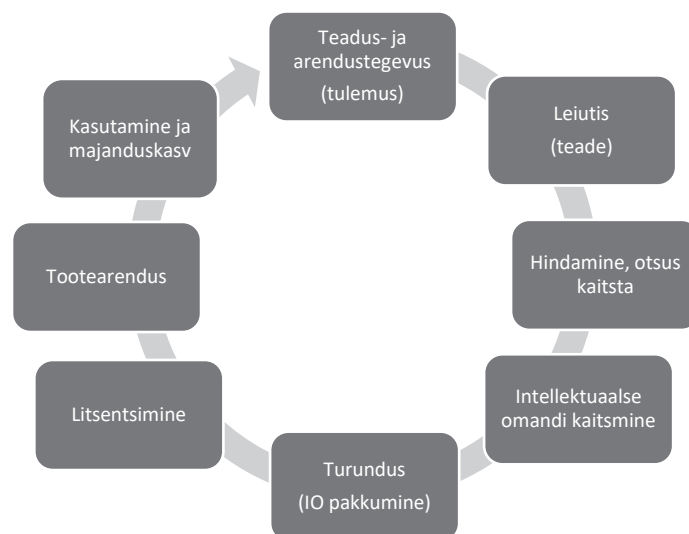 Teadus- ja
arendustegevus
(tulemus)
Leiutis
(teade)
Hindamine, otsus
kaitsta
Intellektuaalse
omandi kaitsmine
Turundus
(IO pakkumine)
Litsentsimine
Tootearendus
Kasutamine ja
majanduskasv